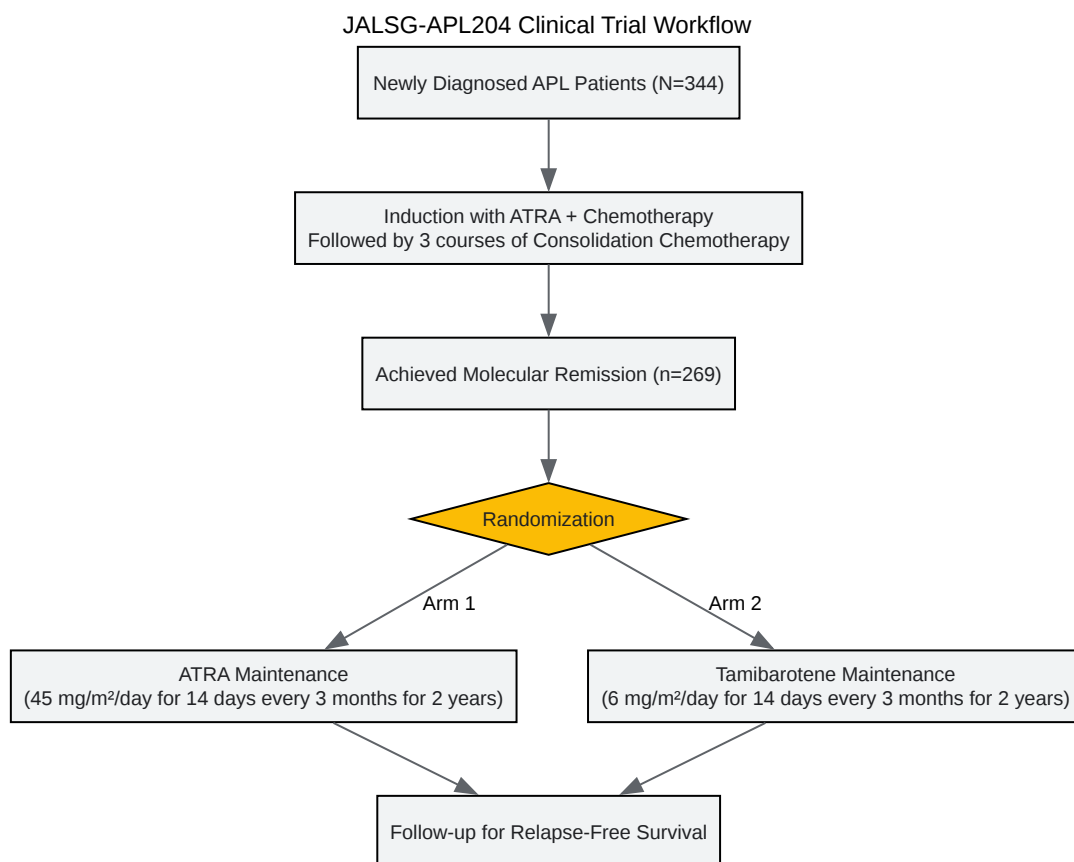 JALSG-APL204 Clinical Trial Workflow
Newly Diagnosed APL Patients (N=344)
Induction with ATRA + Chemotherapy
Followed by 3 courses of Consolidation Chemotherapy
Achieved Molecular Remission (n=269)
Randomization
Arm 1
Arm 2
ATRA Maintenance
(45 mg/m²/day for 14 days every 3 months for 2 years)
Tamibarotene Maintenance
(6 mg/m²/day for 14 days every 3 months for 2 years)
Follow-up for Relapse-Free Survival